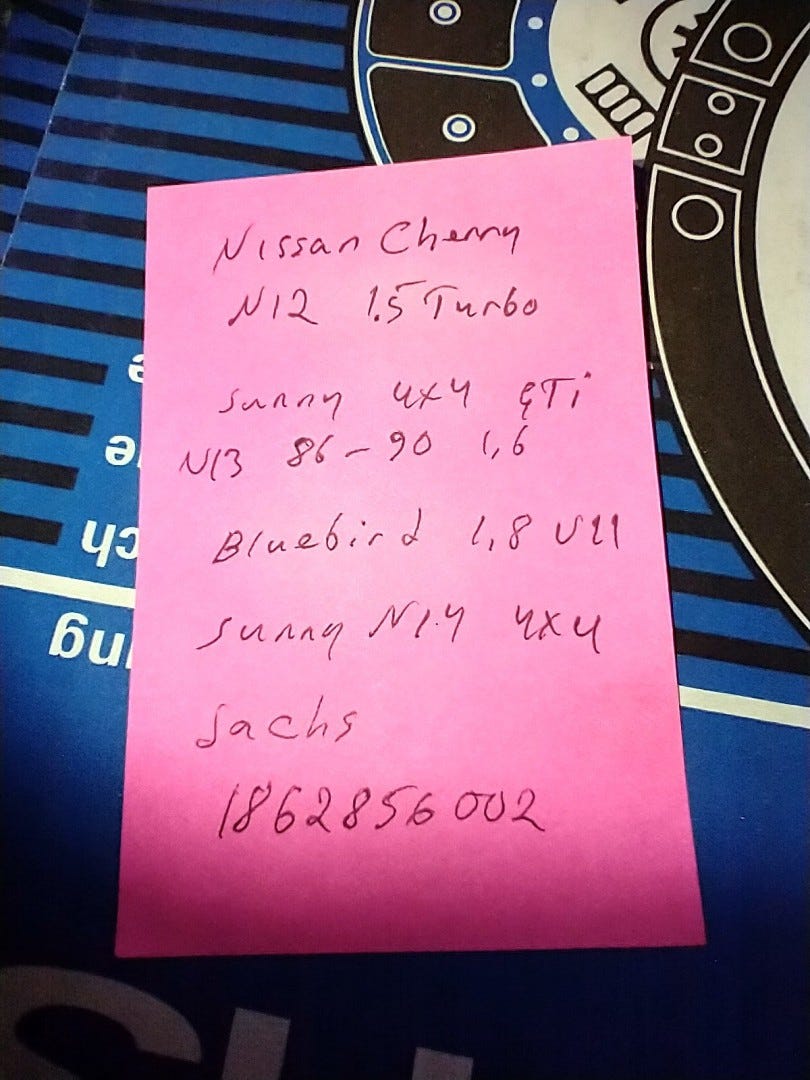 Nissan Cherry
N12 1.5 Turbo
Sunny 4x4 GTi
N13 86-90 1,6
Bluebird 1,8 U11
Sunny N14 4x4
Sachs
1862856002